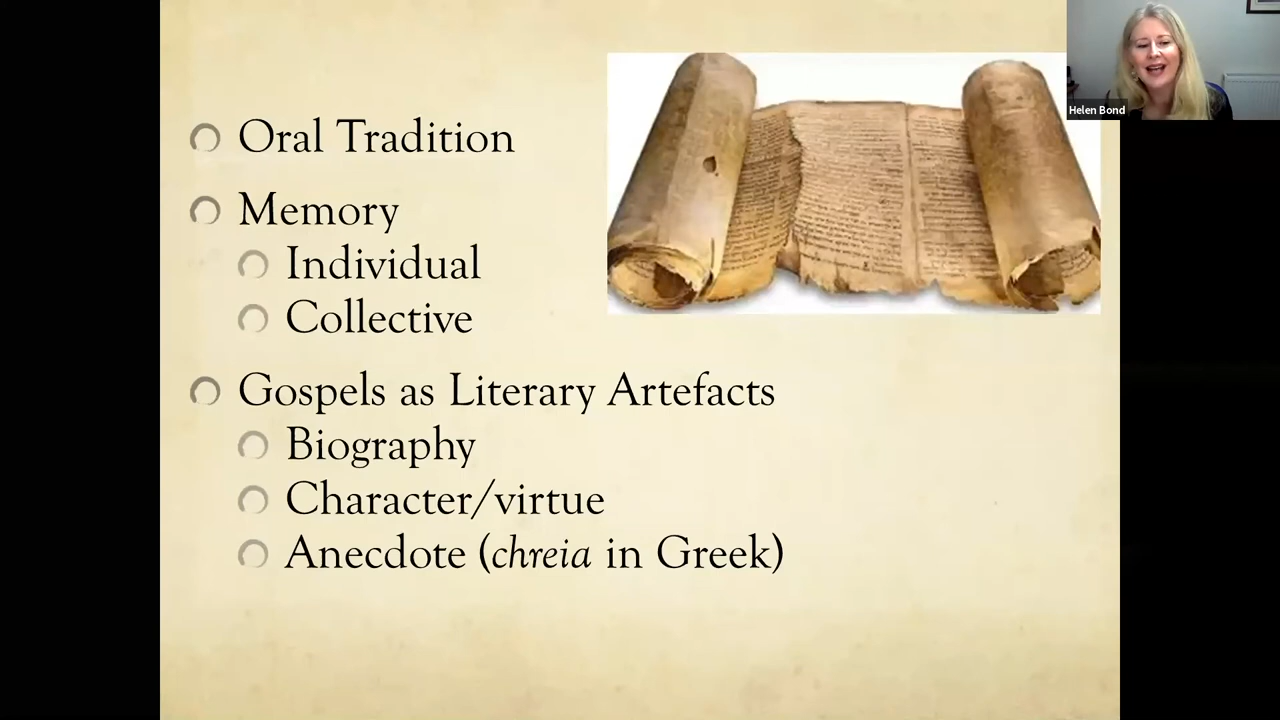 Oral Tradition
Memory
Individual
Collective
Gospels as Literary Artefacts
Biography
Character/virtue
Anecdote (chreia in Greek)
Helen Bond